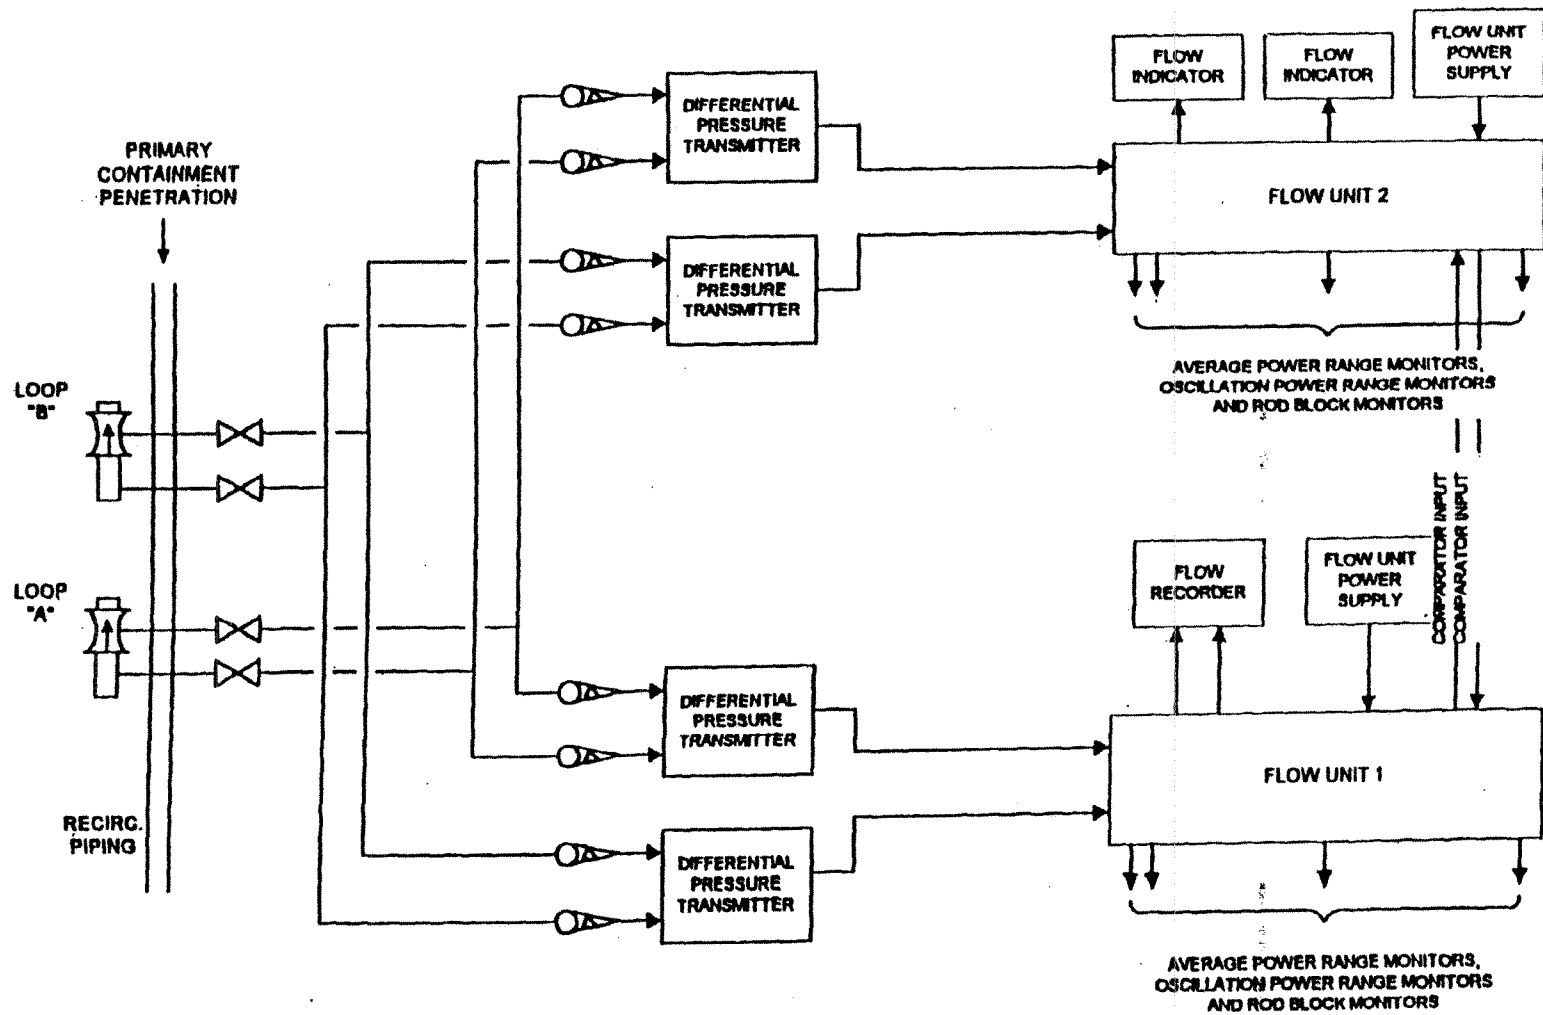 FLOW
INDICATOR
FLOW
INDICATOR
FLOW UNIT
POWER
SUPPLY
DIFFERENTIAL
PRESSURE
TRANSMITTER
PRIMARY
CONTAINMENT
PENETRATION
FLOW UNIT 2
DIFFERENTIAL
PRESSURE
TRANSMITTER
AVERAGE POWER RANGE MONITORS,
OSCILLATION POWER RANGE MONITORS
AND ROD BLOCK MONITORS
LOOP
"B"
COMPARATOR INPUT
COMPARATOR INPUT
FLOW
RECORDER
FLOW UNIT
POWER
SUPPLY
LOOP
"A"
DIFFERENTIAL
PRESSURE
TRANSMITTER
FLOW UNIT 1
RECIRC.
PIPING
DIFFERENTIAL
PRESSURE
TRANSMITTER
AVERAGE POWER RANGE MONITORS,
OSCILLATION POWER RANGE MONITORS
AND ROD BLOCK MONITORS